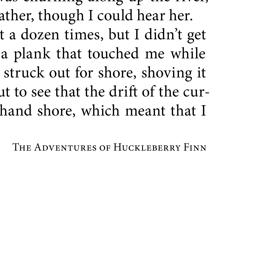 ather, though I could hear her.
t a dozen times, but I didn’t get
a plank that touched me while
struck out for shore, shoving it
ut to see that the drift of the cur-
hand shore, which meant that I
The Adventures of Huckleberry Finn